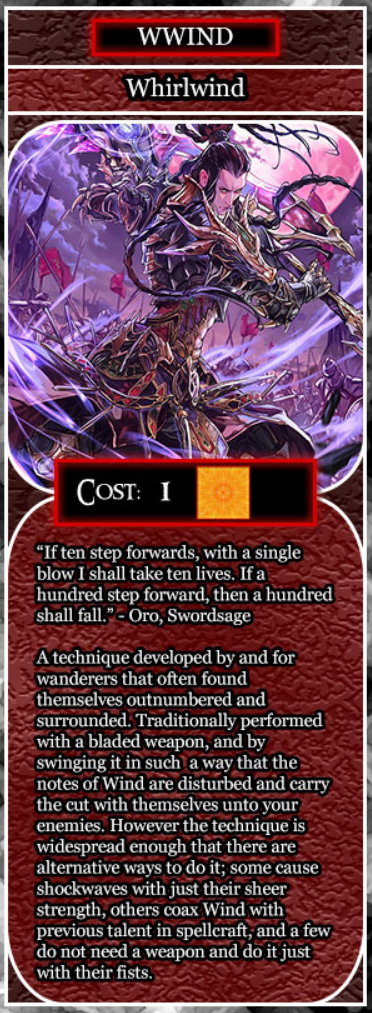 WWIND
Whirlwind
COST: 1
“If ten step forwards, with a single
blow I shall take ten lives. If a
hundred step forward, then a hundred
shall fall.” - Oro, Swordsage
A technique developed by and for
wanderers that often found
themselves outnumbered and
surrounded. Traditionally performed
with a bladed weapon, and by
swinging it in such a way that the
notes of Wind are disturbed and carry
the cut with themselves unto your
enemies. However the technique is
widespread enough that there are
alternative ways to do it; some cause
shockwaves with just their sheer
strength, others coax Wind with
previous talent in spellcraft, and a few
do not need a weapon and do it just
with their fists.